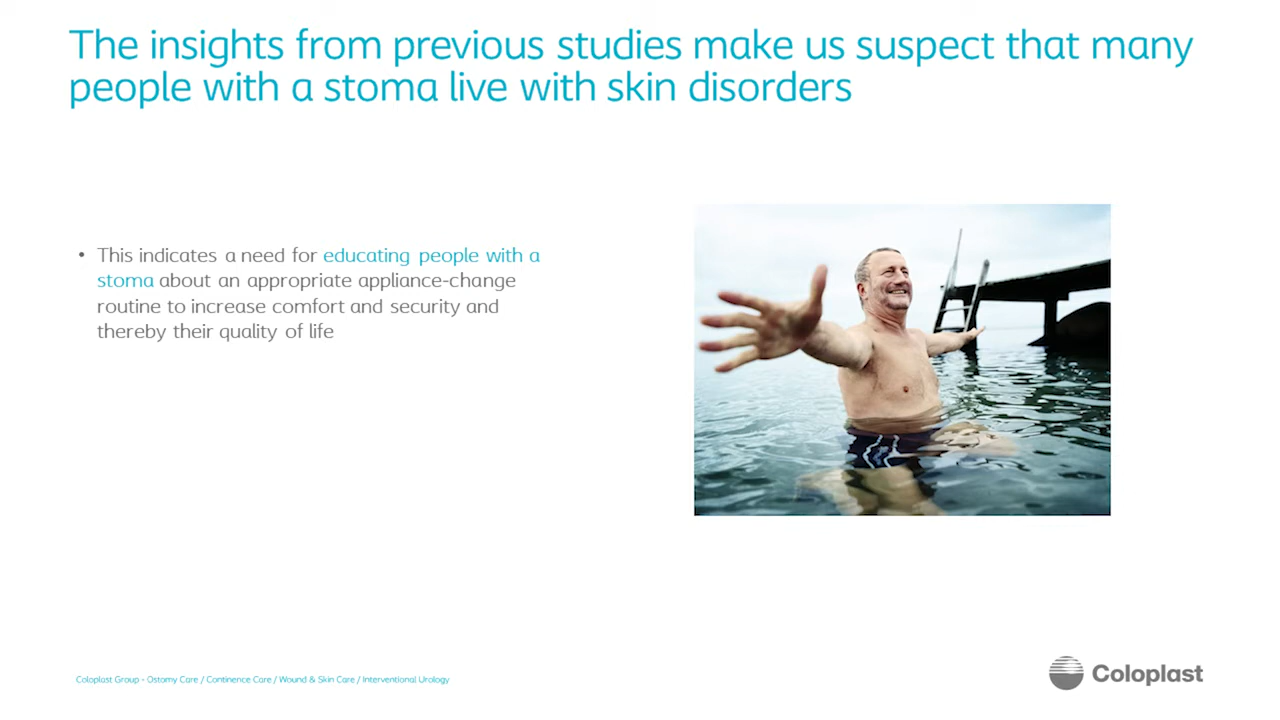 The insights from previous studies make us suspect that many
people with a stoma live with skin disorders
• This indicates a need for educating people with a
stoma about an appropriate appliance-change
routine to increase comfort and security and
thereby their quality of life
Coloplast Group - Ostomy Care / Continence Care / Wound & Skin Care / Interventional Urology
Coloplast